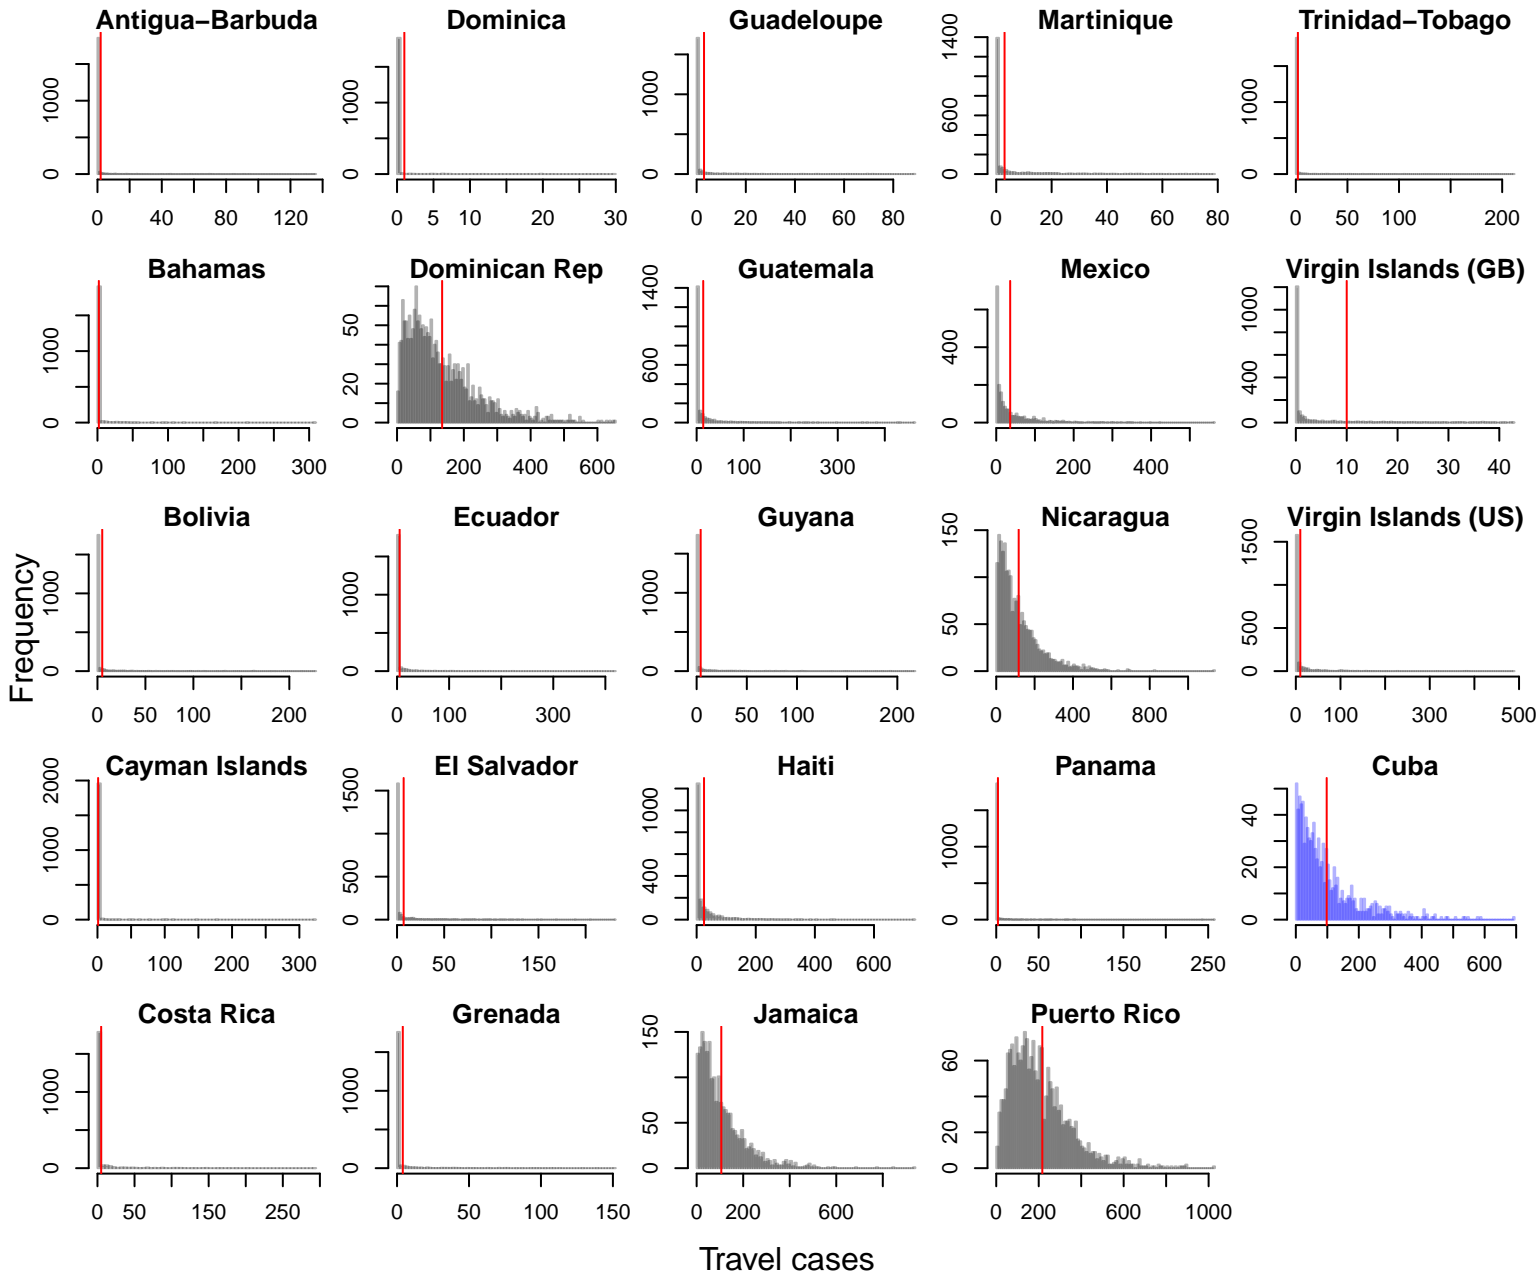 Antigua–Barbuda
Dominica
Guadeloupe
Martinique
Trinidad–Tobago
0 1000
0 1000
0 1000
0 600 1400
0 1000
0 40 80 120
0 5 10 20 30
0 20 40 60 80
0 20 40 60 80
0 50 100 200
Bahamas
Dominican Rep
Guatemala
Mexico
Virgin Islands (GB)
0 1000
0 20 50
0 600 1400
0 400
0 400 1000
0 100 200 300
0 200 400 600
0 100 300
0 200 400
0 10 20 30 40
Bolivia
Ecuador
Guyana
Nicaragua
Virgin Islands (US)
0 1000
0 1000
0 1000
0 50 150
0 500 1500
0 50 100 200
0 100 300
0 50 100 200
0 400 800
0 100 300 500
Frequency
Cayman Islands
El Salvador
Haiti
Panama
Cuba
0 1000 2000
0 500 1500
0 400 1000
0 1000
0 20 40
0 100 200 300
0 50 150
0 200 400 600
0 50 150 250
0 200 400 600
Costa Rica
Grenada
Jamaica
Puerto Rico
0 1000
0 1000
0 50 150
0 20 60
0 50 150 250
0 50 100 150
0 200 600
0 200 600 1000
Travel cases